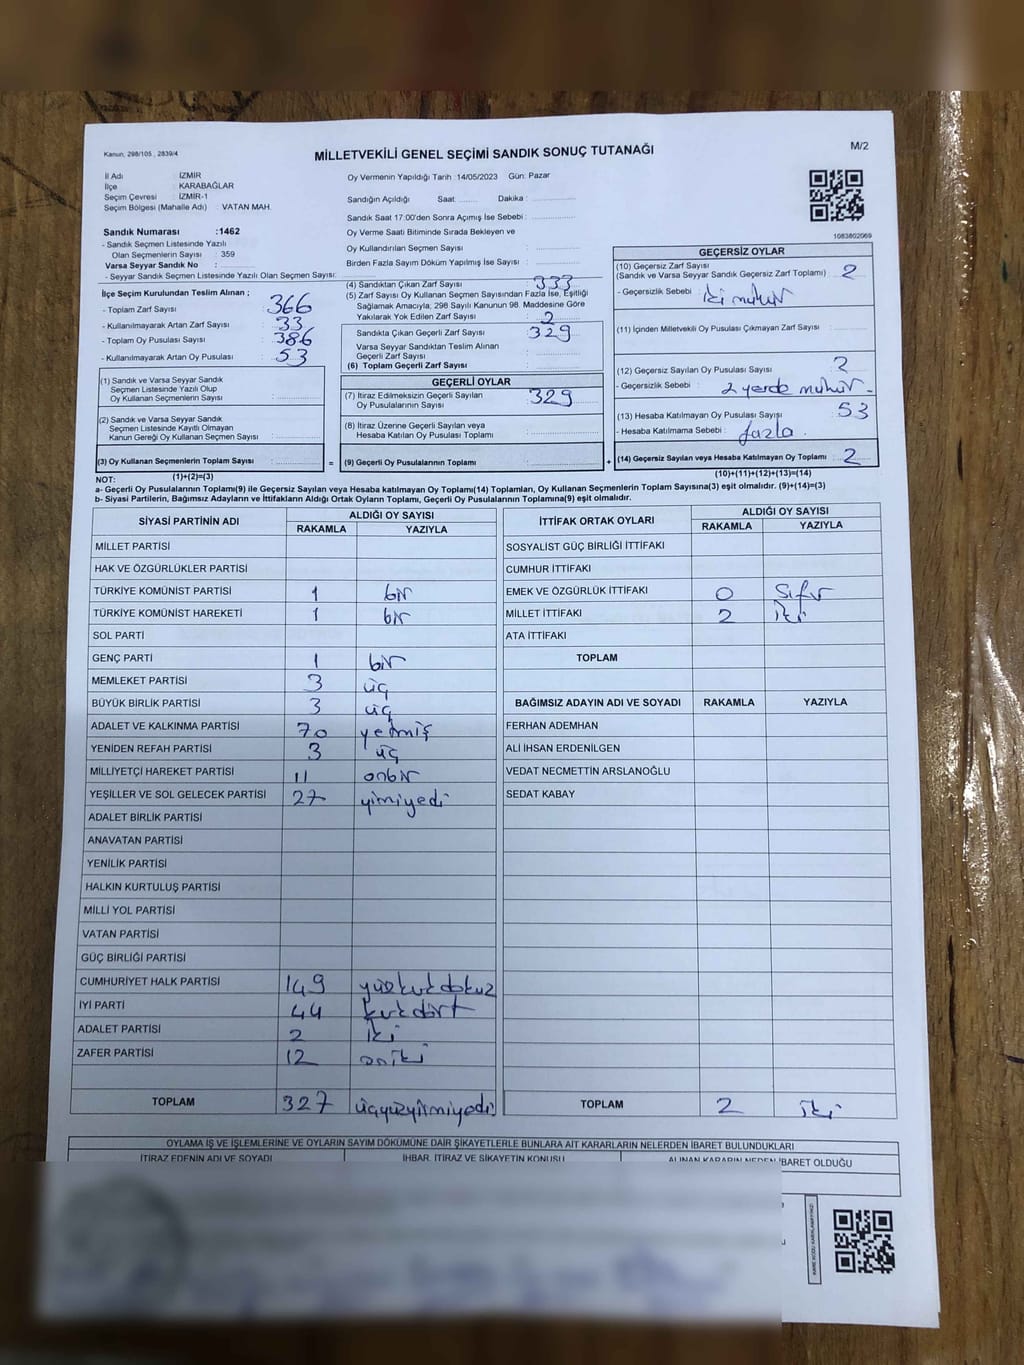 Kanun, 298/105 , 2839/4
MİLLETVEKİLİ GENEL SEÇİMİ SANDIK SONUÇ TUTANAĞI
M/2
İl Adı : İZMİR
İlçe : KARABAĞLAR
Seçim Çevresi : İZMİR-1
Seçim Bölgesi (Mahalle Adı) : VATAN MAH.
Sandık Numarası :1462
- Sandık Seçmen Listesinde Yazılı
Olan Seçmenlerin Sayısı : 359
Varsa Seyyar Sandık No :
- Seyyar Sandık Seçmen Listesinde Yazılı Olan Seçmen Sayısı:
Oy Vermenin Yapıldığı Tarih :14/05/2023 Gün: Pazar
Sandığın Açıldığı Saat: Dakika :
Sandık Saat 17:00'den Sonra Açımış İse Sebebi :
Oy Verme Saati Bitiminde Sırada Bekleyen ve
Oy Kullandırılan Seçmen Sayısı :
Birden Fazla Sayım Döküm Yapılmış İse Sayısı :
1083802069
İlçe Seçim Kurulundan Teslim Alınan ;
- Toplam Zarf Sayısı : 366
- Kullanılmayarak Artan Zarf Sayısı : 33
- Toplam Oy Pusulası Sayısı : 386
- Kullanılmayarak Artan Oy Pusulası : 53
(1) Sandık ve Varsa Seyyar Sandık
Seçmen Listesinde Yazılı Olup
Oy Kullanan Seçmenlerin Sayısı :
(2) Sandık ve Varsa Seyyar Sandık
Seçmen Listesinde Kayıtlı Olmayan
Kanun Gereği Oy Kullanan Seçmen Sayısı :
(3) Oy Kullanan Seçmenlerin Toplam Sayısı :
(1)+(2)=(3)
(4) Sandıktan Çıkan Zarf Sayısı : 333
(5) Zarf Sayısı Oy Kullanan Seçmen Sayısından Fazla İse, Eşitliği
Sağlamak Amacıyla; 298 Sayılı Kanunun 98. Maddesine Göre
Yakılarak Yok Edilen Zarf Sayısı : 2
Sandıkta Çıkan Geçerli Zarf Sayısı : 329
Varsa Seyyar Sandıktan Teslim Alınan
Geçerli Zarf Sayısı :
(6) Toplam Geçerli Zarf Sayısı :
GEÇERLİ OYLAR
(7) İtiraz Edilmeksizin Geçerli Sayılan
Oy Pusulalarının Sayısı : 329
(8) İtiraz Üzerine Geçerli Sayılan veya
Hesaba Katılan Oy Pusulası Toplamı :
= (9) Geçerli Oy Pusulalarının Toplamı :
GEÇERSİZ OYLAR
(10) Geçersiz Zarf Sayısı
(Sandık ve Varsa Seyyar Sandık Geçersiz Zarf Toplamı) : 2
- Geçersizlik Sebebi : iki mühür
(11) İçinden Milletvekili Oy Pusulası Çıkmayan Zarf Sayısı :
(12) Geçersiz Sayılan Oy Pusulası Sayısı : 2
- Geçersizlik Sebebi : 2 yerde mühür
(13) Hesaba Katılmayan Oy Pusulası Sayısı : 53
- Hesaba Katılmama Sebebi : fazla .
+ (14) Geçersiz Sayılan veya Hesaba Katılmayan Oy Toplamı : 2
(10)+(11)+(12)+(13)=(14)
NOT:
a- Geçerli Oy Pusulalarının Toplamı(9) ile Geçersiz Sayılan veya Hesaba katılmayan Oy Toplamı(14) Toplamları, Oy Kullanan Seçmenlerin Toplam Sayısına(3) eşit olmalıdır. (9)+(14)=(3)
b- Siyasi Partilerin, Bağımsız Adayların ve İttifakların Aldığı Ortak Oyların Toplamı, Geçerli Oy Pusulalarının Toplamına(9) eşit olmalıdır.
SİYASİ PARTİNİN ADI ALDIĞI OY SAYISI
RAKAMLA YAZIYLA
MİLLET PARTİSİ
HAK VE ÖZGÜRLÜKLER PARTİSİ
TÜRKİYE KOMÜNİST PARTİSİ 1 bir
TÜRKİYE KOMÜNİST HAREKETİ 1 bir
SOL PARTİ
GENÇ PARTİ 1 bir
MEMLEKET PARTİSİ 3 üç
BÜYÜK BİRLİK PARTİSİ 3 üç
ADALET VE KALKINMA PARTİSİ 70 yetmiş
YENİDEN REFAH PARTİSİ 3 üç
MİLLİYETÇİ HAREKET PARTİSİ 11 onbir
YEŞİLLER VE SOL GELECEK PARTİSİ 27 yimiyedi
ADALET BİRLİK PARTİSİ
ANAVATAN PARTİSİ
YENİLİK PARTİSİ
HALKIN KURTULUŞ PARTİSİ
MİLLİ YOL PARTİSİ
VATAN PARTİSİ
GÜÇ BİRLİĞİ PARTİSİ
CUMHURİYET HALK PARTİSİ 149 yüzkırkdokuz
İYİ PARTİ 44 kırkdört
ADALET PARTİSİ 2 iki
ZAFER PARTİSİ 12 oniki
TOPLAM 327 üçyüzyirmiyedi
İTTİFAK ORTAK OYLARI ALDIĞI OY SAYISI
RAKAMLA YAZIYLA
SOSYALİST GÜÇ BİRLİĞİ İTTİFAKI
CUMHUR İTTİFAKI
EMEK VE ÖZGÜRLÜK İTTİFAKI 0 sıfır
MİLLET İTTİFAKI 2 iki
ATA İTTİFAKI
TOPLAM
BAĞIMSIZ ADAYIN ADI VE SOYADI RAKAMLA YAZIYLA
FERHAN ADEMHAN
ALİ İHSAN ERDENİLGEN
VEDAT NECMETTİN ARSLANOĞLU
SEDAT KABAY
TOPLAM 2 iki
OYLAMA İŞ VE İŞLEMLERİNE VE OYLARIN SAYIM DÖKÜMÜNE DAİR ŞİKAYETLERLE BUNLARA AİT KARARLARIN NELERDEN İBARET BULUNDUKLARI
İTİRAZ EDENİN ADI VE SOYADI İHBAR, İTİRAZ VE ŞİKAYETİN KONUSU ALINAN KARARIN NEDEN İBARET OLDUĞU